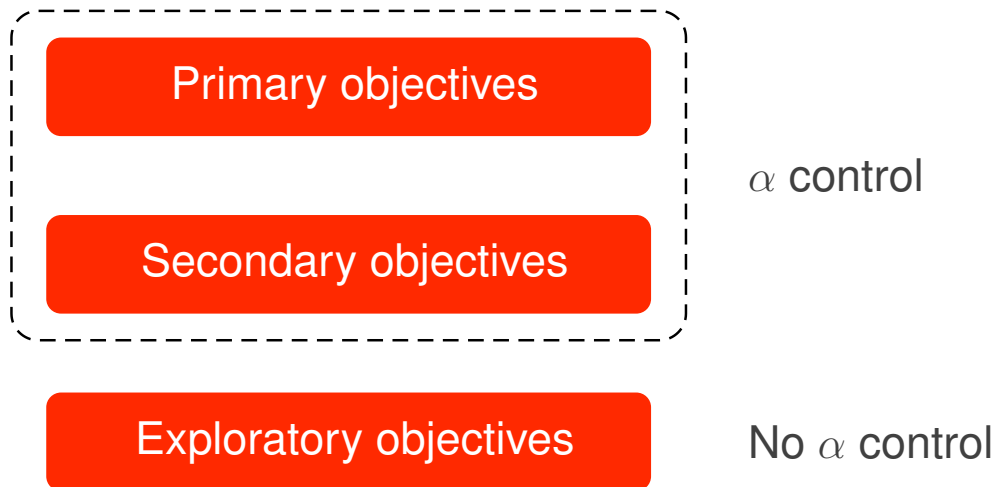 Primary objectives
α control
Secondary objectives
Exploratory objectives
No α control